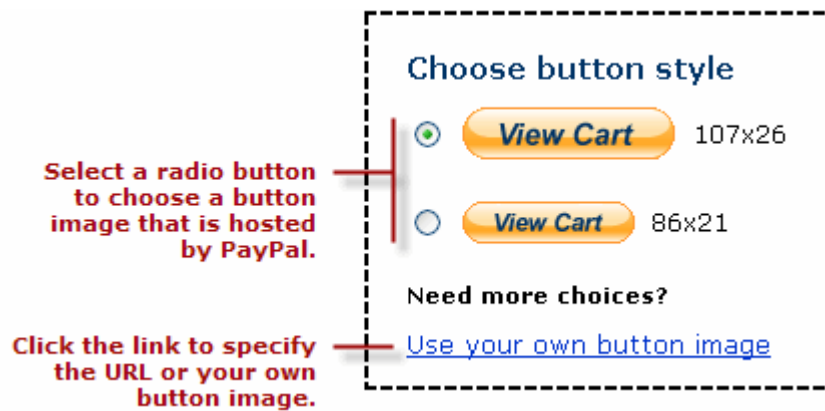 Choose button style
View Cart 107x26
Select a radio button
to choose a button
image that is hosted
by PayPal.
View Cart 86x21
Need more choices?
Click the link to specify
the URL or your own
button image.
Use your own button image